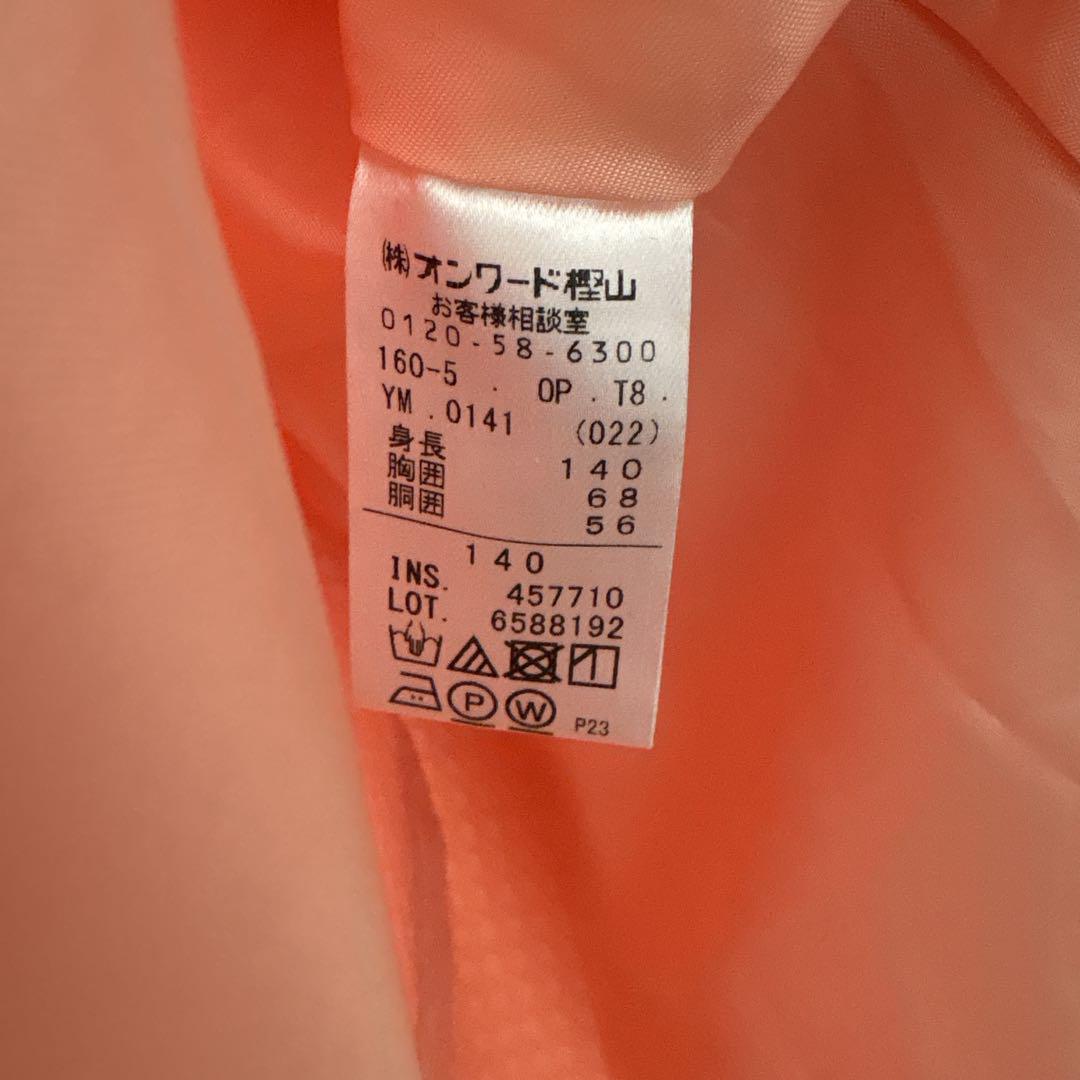 (株)オンワード樫山
お客様相談室
0120-58-6300
160-5 . OP . T8 .
YM . 0141 (022)
身長 140
胸囲 68
胴囲 56
140
INS. 457710
LOT. 6588192
P W P23